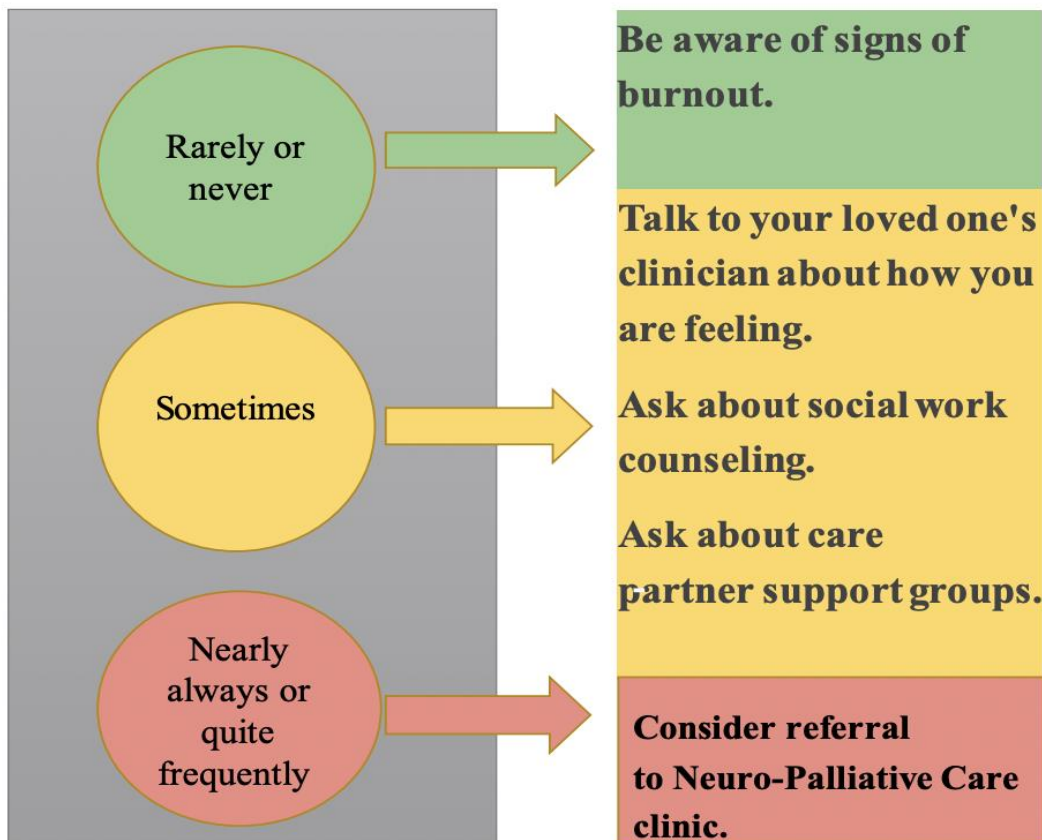 Rarely or
never
Be aware of signs of
burnout.
Sometimes
Talk to your loved one's
clinician about how you
are feeling.
Ask about social work
counseling.
Ask about care
partner support groups.
Nearly
always or
quite
frequently
Consider referral
to Neuro-Palliative Care
clinic.